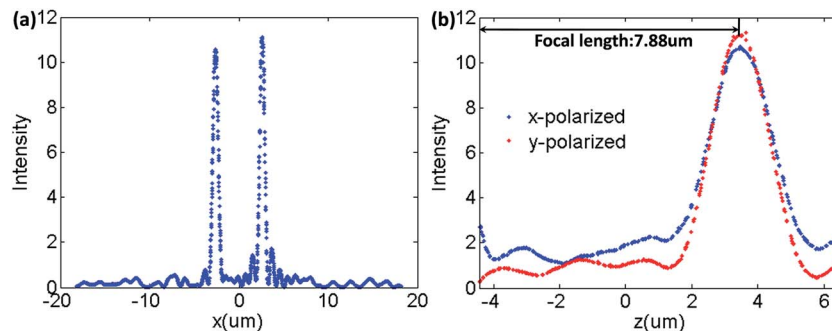 (a)
12
10
8
6
4
2
0
Intensity
-20
-10
0
10
20
x(um)
(b)
12
10
8
6
4
2
0
Intensity
Focal length:7.88um
x-polarized
y-polarized
-4
-2
0
2
4
6
z(um)